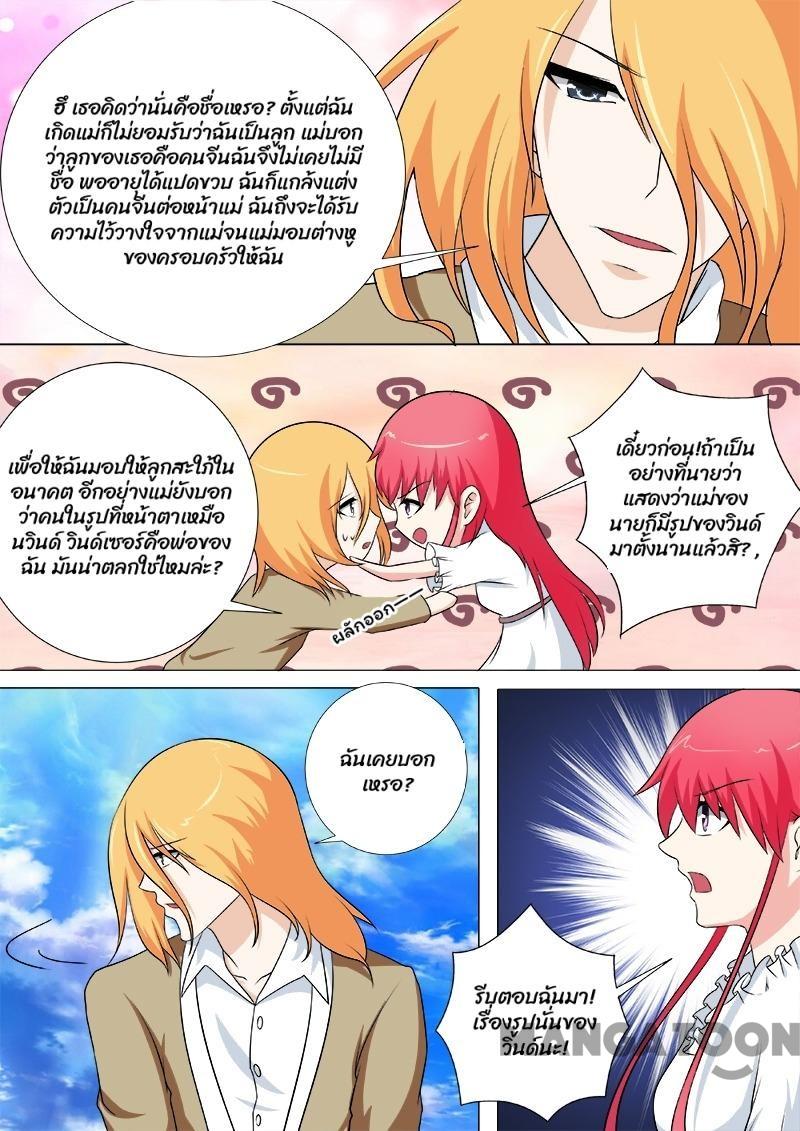 ฮึ เธอคิดว่านั่นคือชื่อเหรอ? ตั้งแต่ฉัน
เกิดแม่ก็ไม่ยอมรับว่าฉันเป็นลูก แม่บอก
ว่าลูกของเธอคือคนจีนฉันจึงไม่เคยไม่มี
ชื่อ พออายุได้แปดขวบ ฉันก็แกล้งแต่ง
ตัวเป็นคนจีนต่อหน้าแม่ ฉันถึงจะได้รับ
ความไว้วางใจจากแม่จนแม่มอบต่างหู
ของครอบครัวให้ฉัน
เพื่อให้ฉันมอบให้ลูกสะใภ้ใน
อนาคต อีกอย่างแม่ยังบอก
ว่าคนในรูปที่หน้าตาเหมือ
นวินด์ วินด์เซอร์คือพ่อของ
ฉัน มันน่าตลกใช่ไหมล่ะ?
เดี๋ยวก่อน!ถ้าเป็น
อย่างที่นายว่า
แสดงว่าแม่ของ
นายก็มีรูปของวินด์
มาตั้งนานแล้วสิ?,
ผลักออก——
ฉันเคยบอก
เหรอ?
รีบตอบฉันมา!
เรื่องรูปนั่นของ
วินด์น่ะ!
MANGATOON